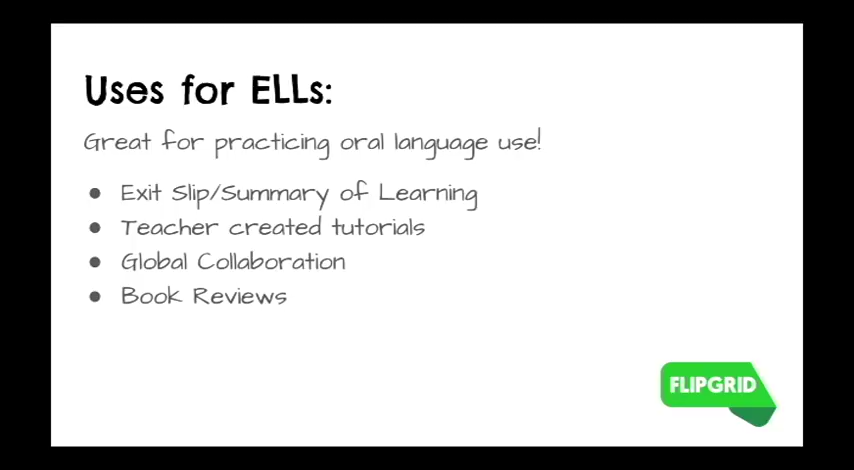 Uses for ELLs:
Great for practicing oral language use!
● Exit Slip/Summary of Learning
● Teacher created tutorials
● Global Collaboration
● Book Reviews
FLIPGRID